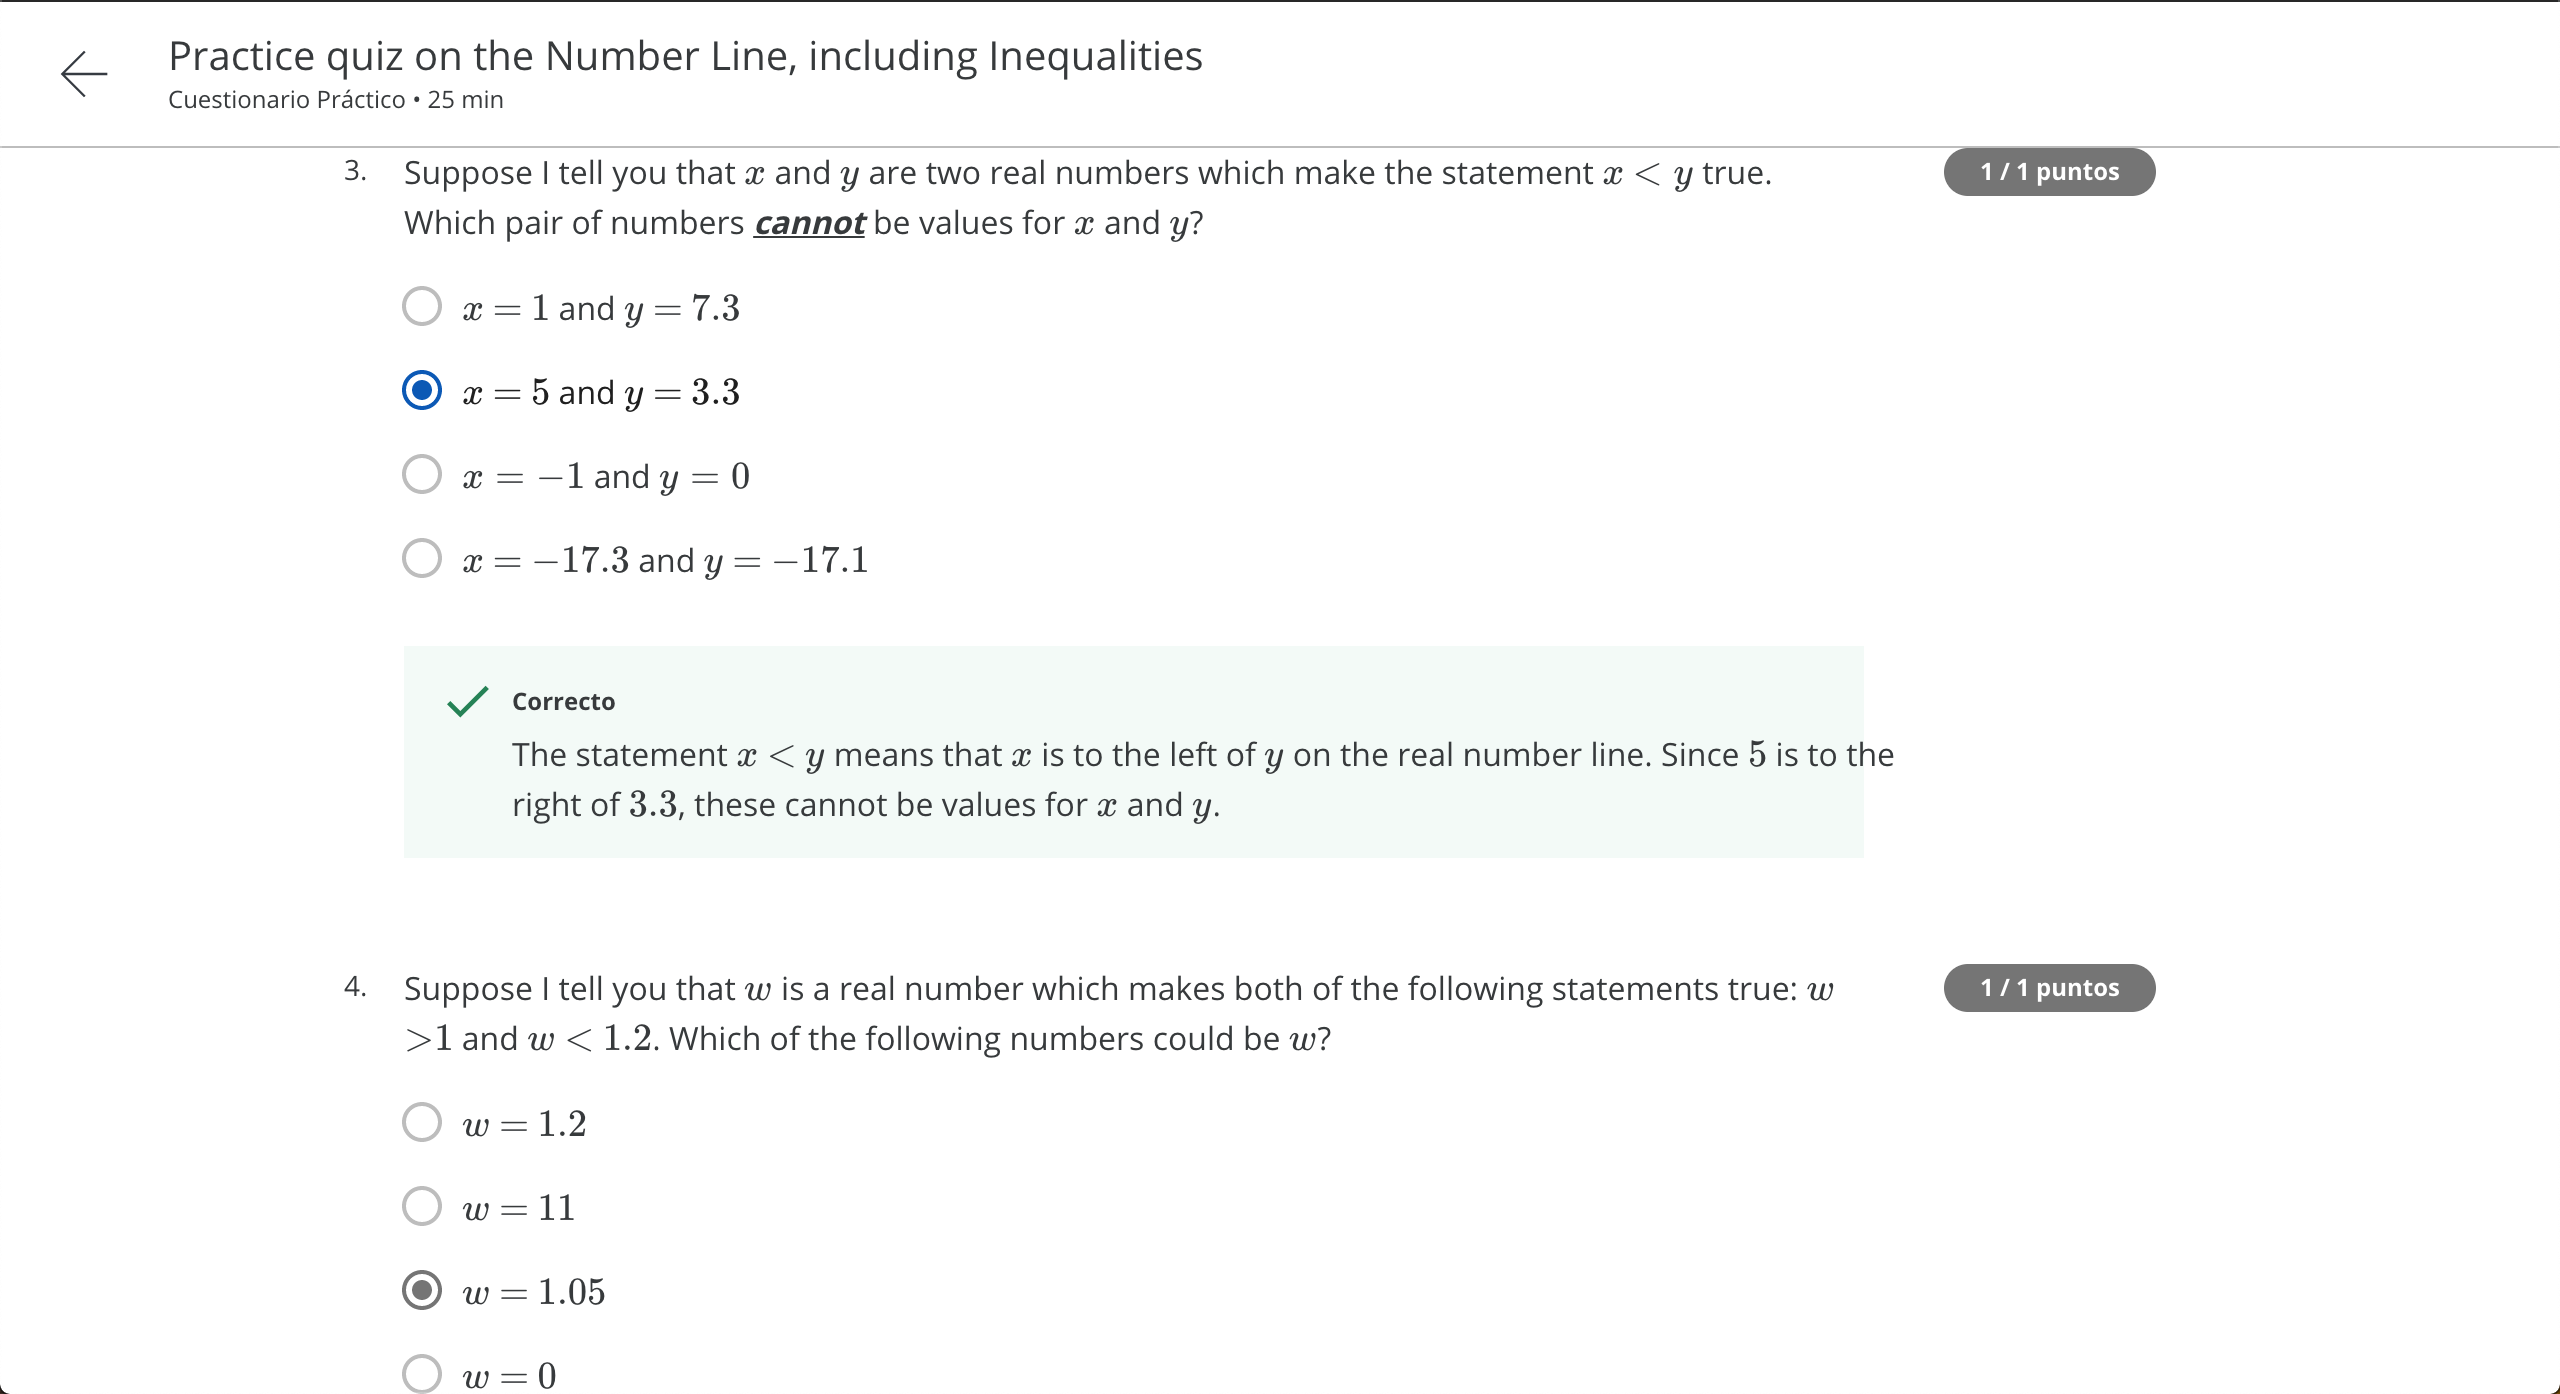 Practice quiz on the Number Line, including Inequalities
Cuestionario Práctico • 25 min
3. Suppose I tell you that x and y are two real numbers which make the statement x < y true.
1 / 1 puntos
Which pair of numbers cannot be values for x and y?
x = 1 and y = 7.3
x = 5 and y = 3.3
x = −1 and y = 0
x = −17.3 and y = −17.1
Correcto
The statement x < y means that x is to the left of y on the real number line. Since 5 is to the
right of 3.3, these cannot be values for x and y.
4. Suppose I tell you that w is a real number which makes both of the following statements true: w
1 / 1 puntos
>1 and w < 1.2. Which of the following numbers could be w?
w = 1.2
w = 11
w = 1.05
w = 0